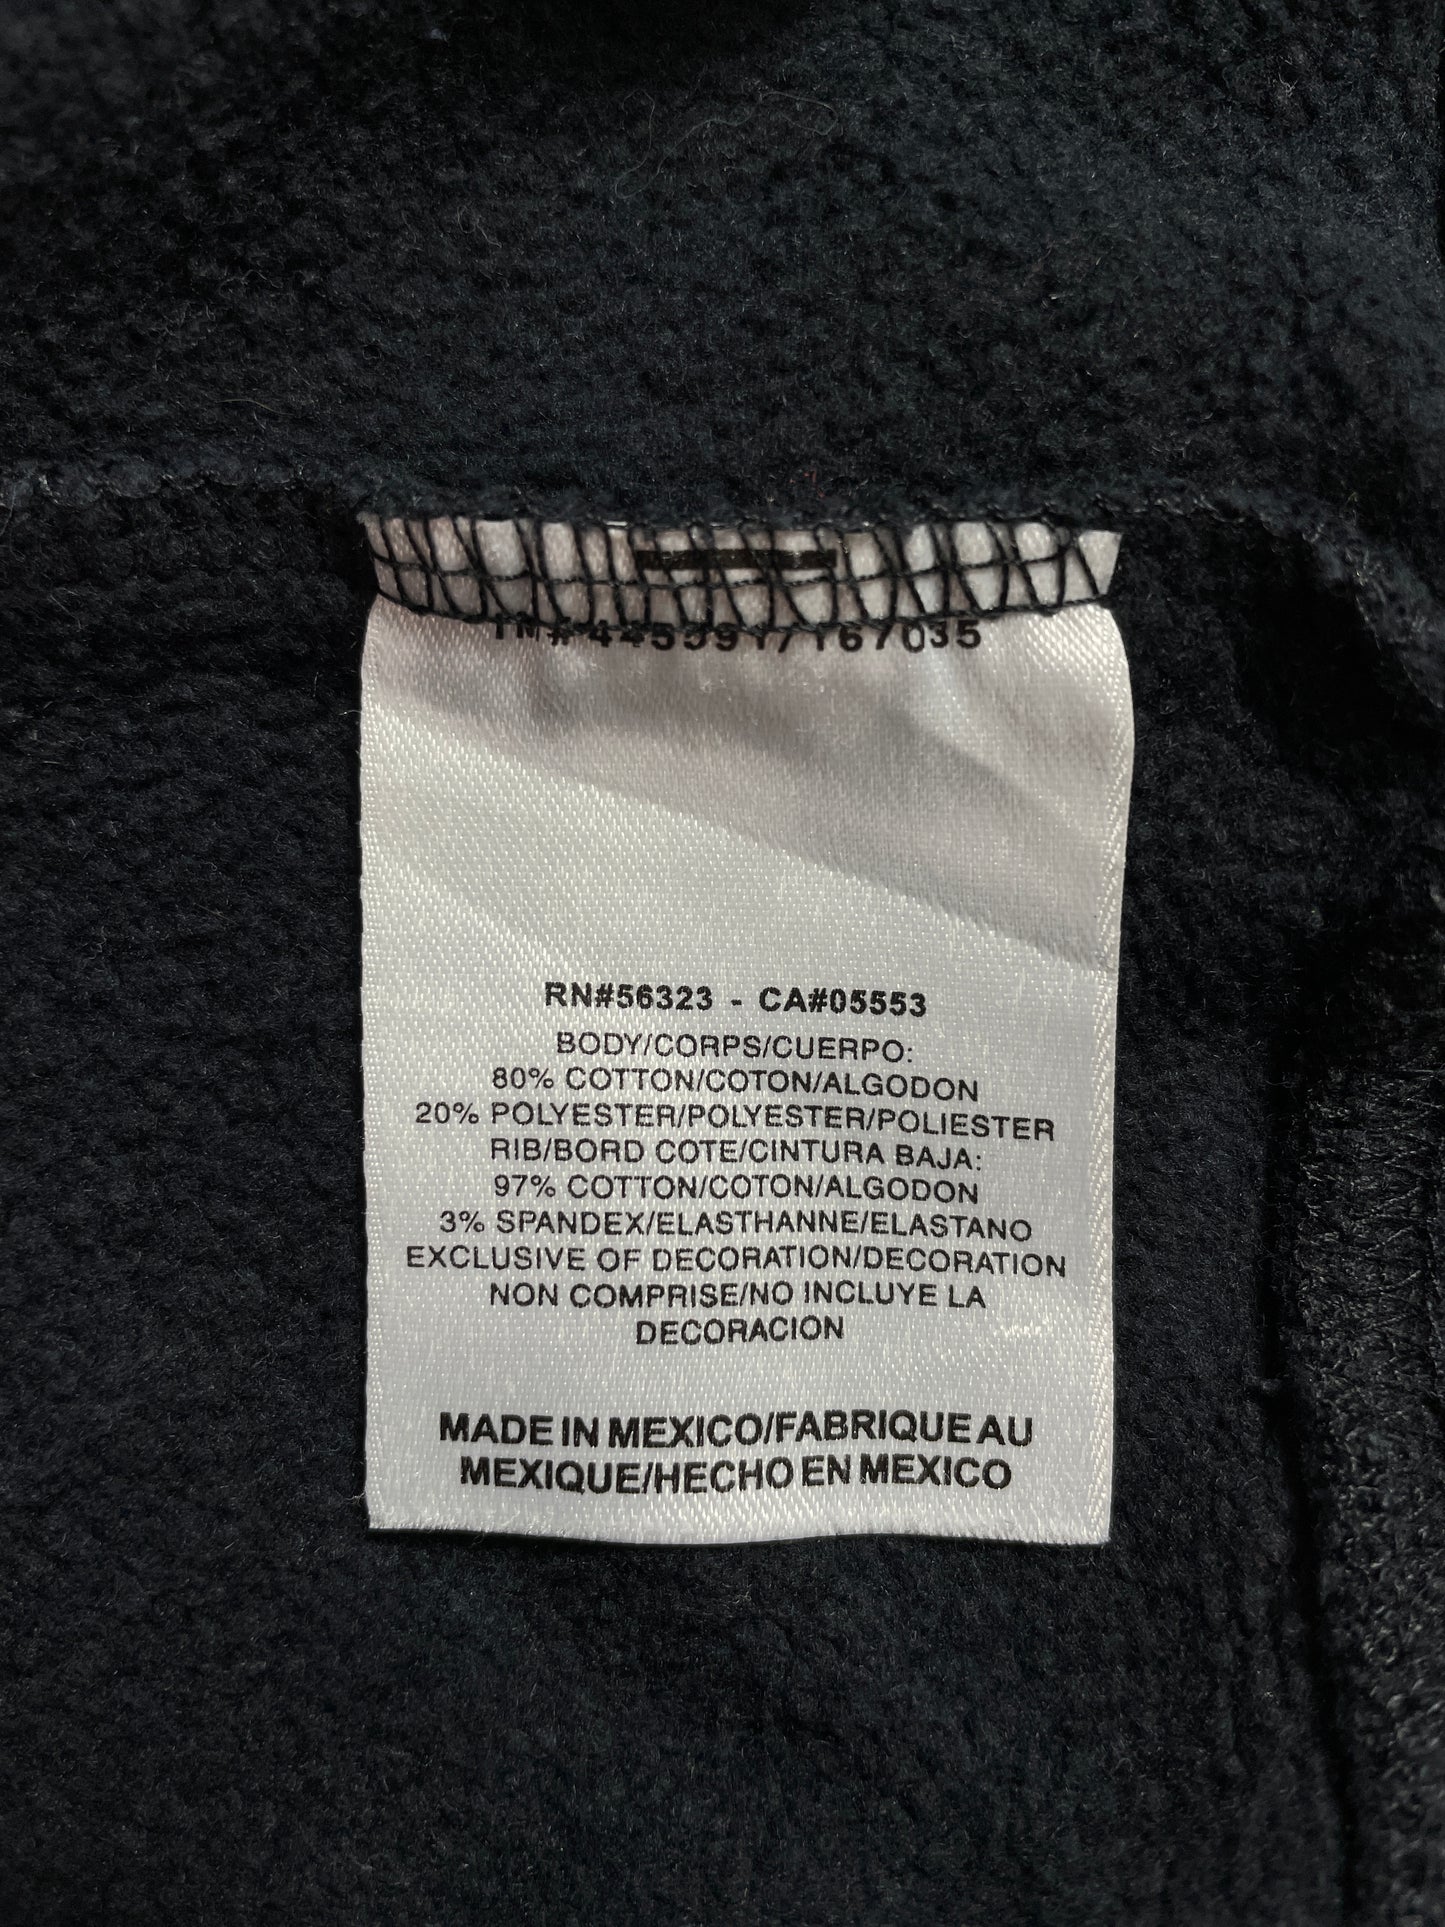 RN#56323 - CA#05553
BODY/CORPS/CUERPO:
80% COTTON/COTON/ALGODON
20% POLYESTER/POLYESTER/POLIESTER
RIB/BORD COTE/CINTURA BAJA:
97% COTTON/COTON/ALGODON
3% SPANDEX/ELASTHANNE/ELASTANO
EXCLUSIVE OF DECORATION/DECORATION
NON COMPRISE/NO INCLUYE LA
DECORACION
MADE IN MEXICO/FABRIQUE AU
MEXIQUE/HECHO EN MEXICO